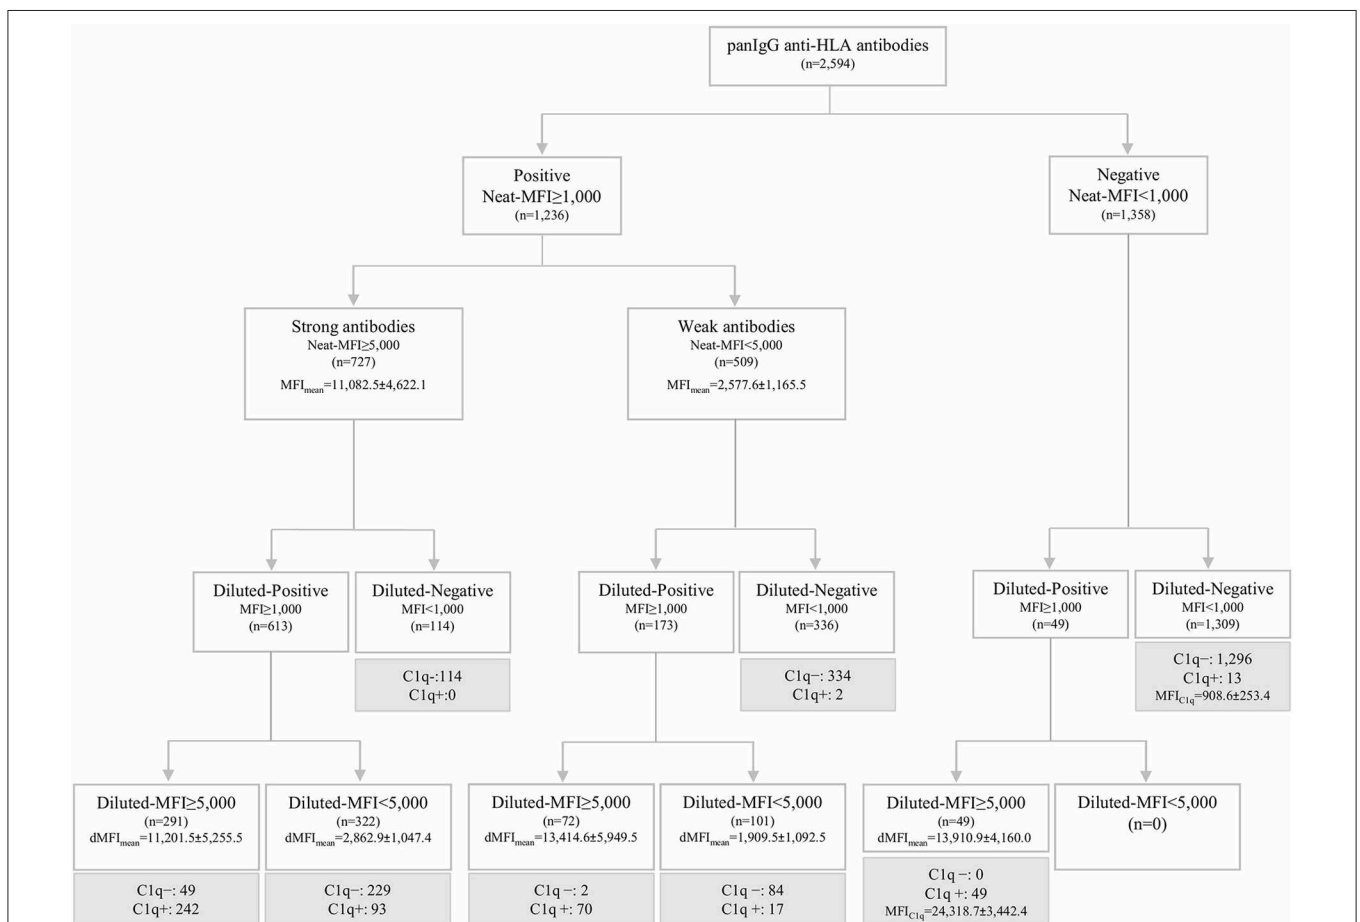 panIgG anti-HLA antibodies
(n=2,594)
Positive
Neat-MFI≥1,000
(n=1,236)
Negative
Neat-MFI<1,000
(n=1,358)
Strong antibodies
Neat-MFI≥5,000
(n=727)
MFImean=11,082.5±4,622.1
Weak antibodies
Neat-MFI<5,000
(n=509)
MFImean=2,577.6±1,165.5
Diluted-Positive
MFI≥1,000
(n=613)
Diluted-Negative
MFI<1,000
(n=114)
C1q-:114
C1q+:0
Diluted-Positive
MFI≥1,000
(n=173)
Diluted-Negative
MFI<1,000
(n=336)
C1q−: 334
C1q+: 2
Diluted-Positive
MFI≥1,000
(n=49)
Diluted-Negative
MFI<1,000
(n=1,309)
C1q−: 1,296
C1q+: 13
MFIC1q=908.6±253.4
Diluted-MFI≥5,000
(n=291)
dMFImean=11,201.5±5,255.5
C1q−: 49
C1q+: 242
Diluted-MFI<5,000
(n=322)
dMFImean=2,862.9±1,047.4
C1q−: 229
C1q+: 93
Diluted-MFI≥5,000
(n=72)
dMFImean=13,414.6±5,949.5
C1q −: 2
C1q +: 70
Diluted-MFI<5,000
(n=101)
dMFImean=1,909.5±1,092.5
C1q −: 84
C1q +: 17
Diluted-MFI≥5,000
(n=49)
dMFImean=13,910.9±4,160.0
C1q −: 0
C1q +: 49
MFIC1q=24,318.7±3,442.4
Diluted-MFI<5,000
(n=0)